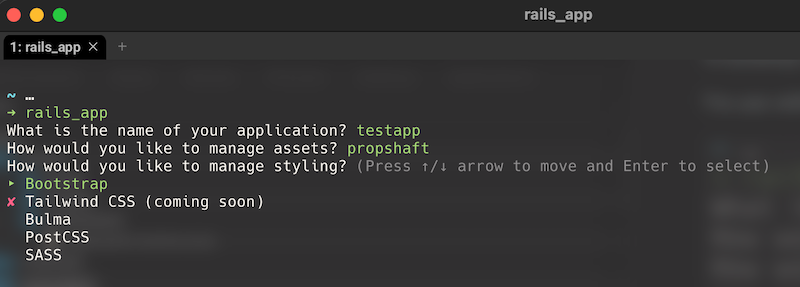 rails_app
1: rails_app ✕ +
~ …
➜ rails_app
What is the name of your application? testapp
How would you like to manage assets? propshaft
How would you like to manage styling? (Press ↑/↓ arrow to move and Enter to select)
‣ Bootstrap
✘ Tailwind CSS (coming soon)
Bulma
PostCSS
SASS